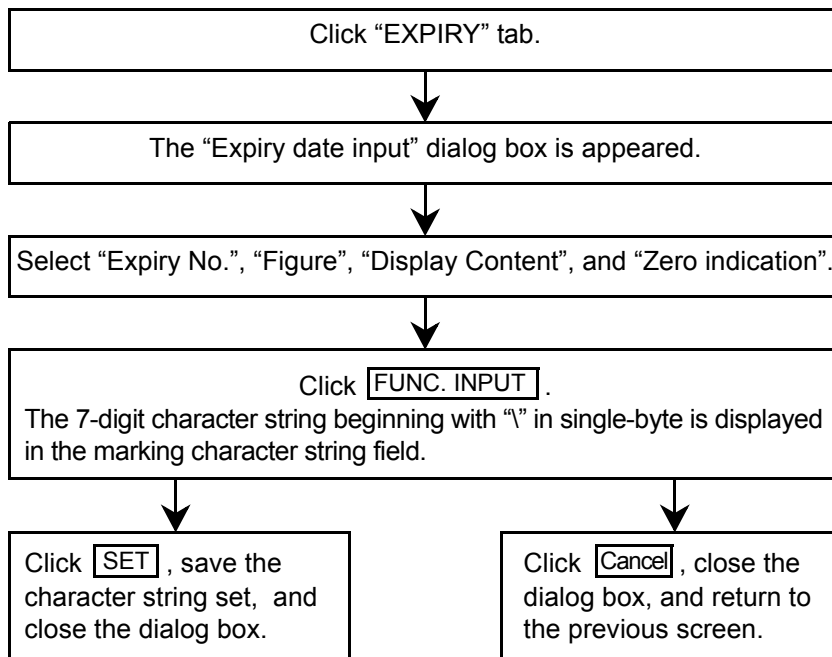 Click “EXPIRY” tab.
The “Expiry date input” dialog box is appeared.
Select “Expiry No.”, “Figure”, “Display Content”, and “Zero indication”.
Click FUNC. INPUT .
The 7-digit character string beginning with “\” in single-byte is displayed
in the marking character string field.
Click SET , save the
character string set, and
close the dialog box.
Click Cancel , close the
dialog box, and return to
the previous screen.